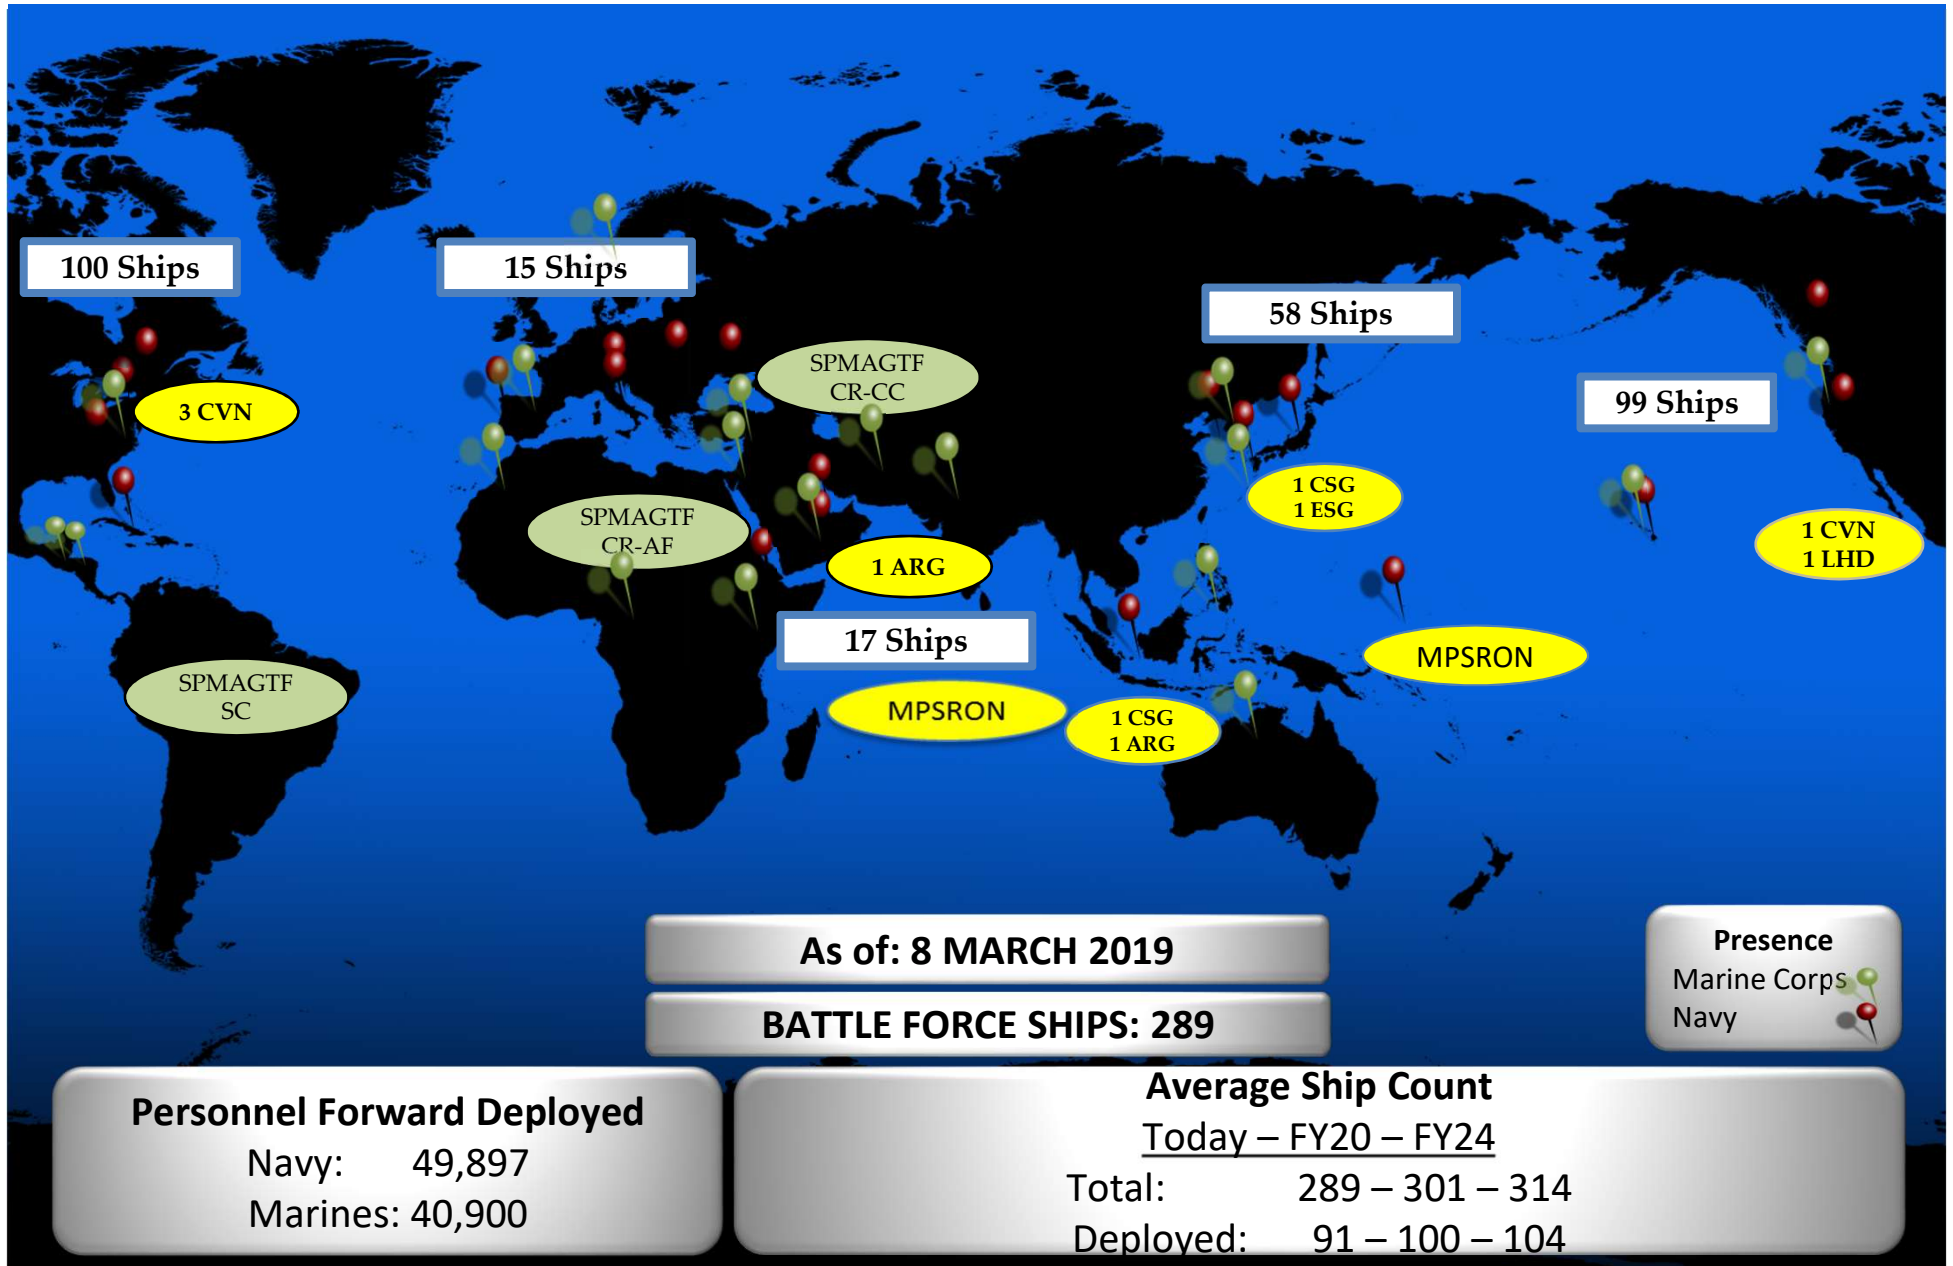 100 Ships
15 Ships
58 Ships
99 Ships
3 CVN
SPMAGTF
CR-CC
1 CSG
1 ESG
SPMAGTF
CR-AF
1 ARG
1 CVN
1 LHD
17 Ships
MPSRON
SPMAGTF
SC
MPSRON
1 CSG
1 ARG
As of: 8 MARCH 2019
BATTLE FORCE SHIPS: 289
Presence
Marine Corps
Navy
Personnel Forward Deployed
Navy: 49,897
Marines: 40,900
Average Ship Count
Today – FY20 – FY24
Total: 289 – 301 – 314
Deployed: 91 – 100 – 104